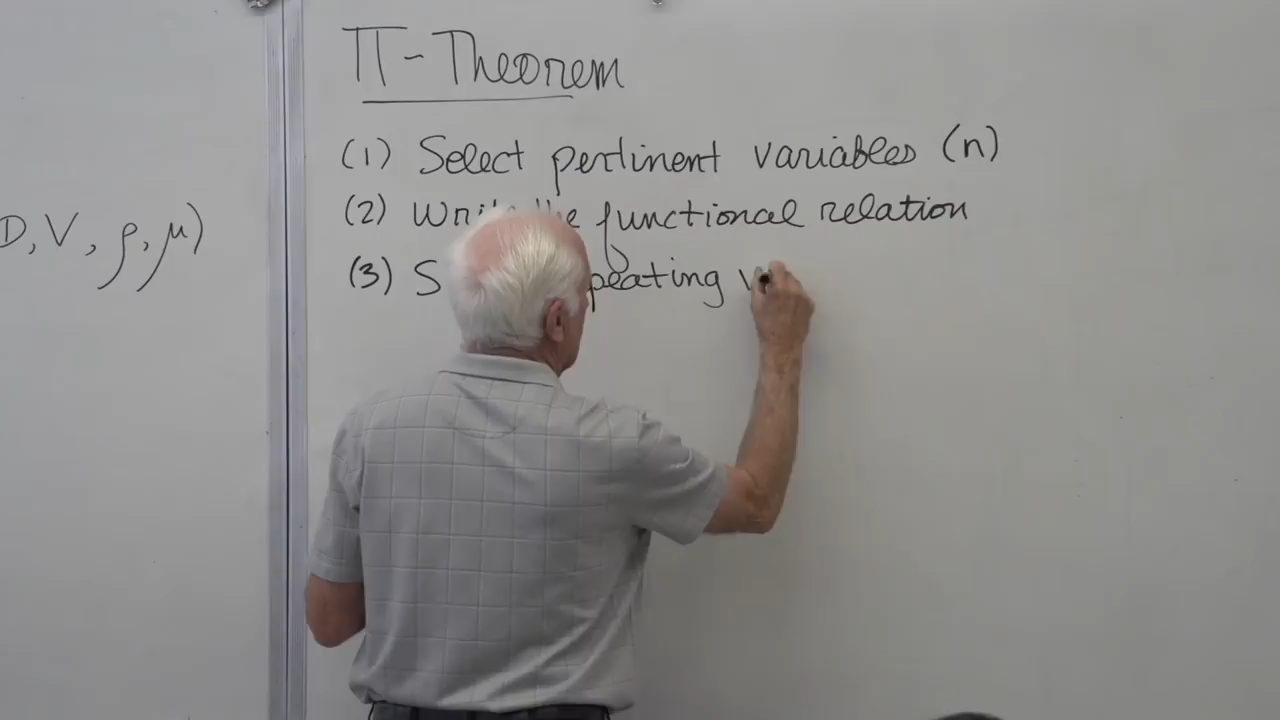 D, V, ρ, μ)
Π-Theorem
(1) Select pertinent variables (n)
(2) functional relation
(3)